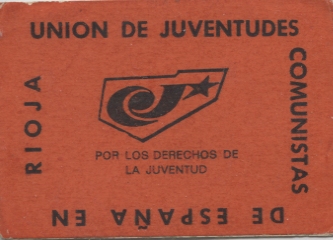 UNION DE JUVENTUDES
COMUNISTAS
DE ESPAÑA EN
RIOJA
POR LOS DERECHOS DE
LA JUVENTUD